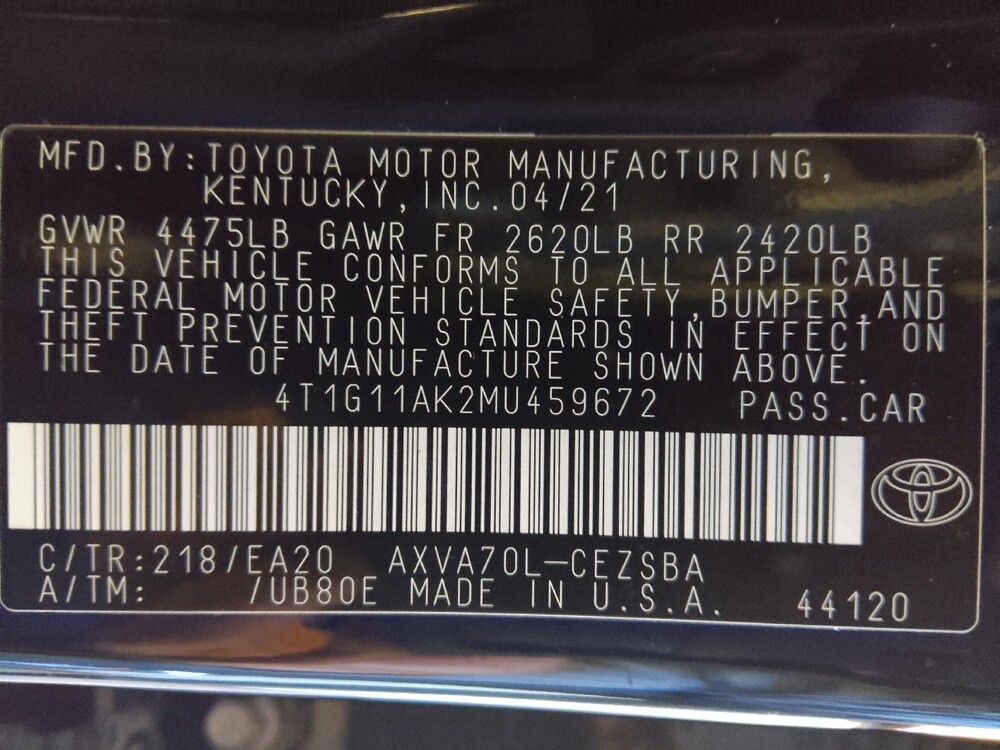 MFD.BY:TOYOTA MOTOR MANUFACTURING,
KENTUCKY,INC.04/21
GVWR 4475LB GAWR FR 2620LB RR 2420LB
THIS VEHICLE CONFORMS TO ALL APPLICABLE
FEDERAL MOTOR VEHICLE SAFETY,BUMPER,AND
THEFT PREVENTION STANDARDS IN EFFECT ON
THE DATE OF MANUFACTURE SHOWN ABOVE.
4T1G11AK2MU459672 PASS.CAR
C/TR:218/EA20 AXVA70L-CEZSBA
A/TM: /UB80E MADE IN U.S.A. 44120